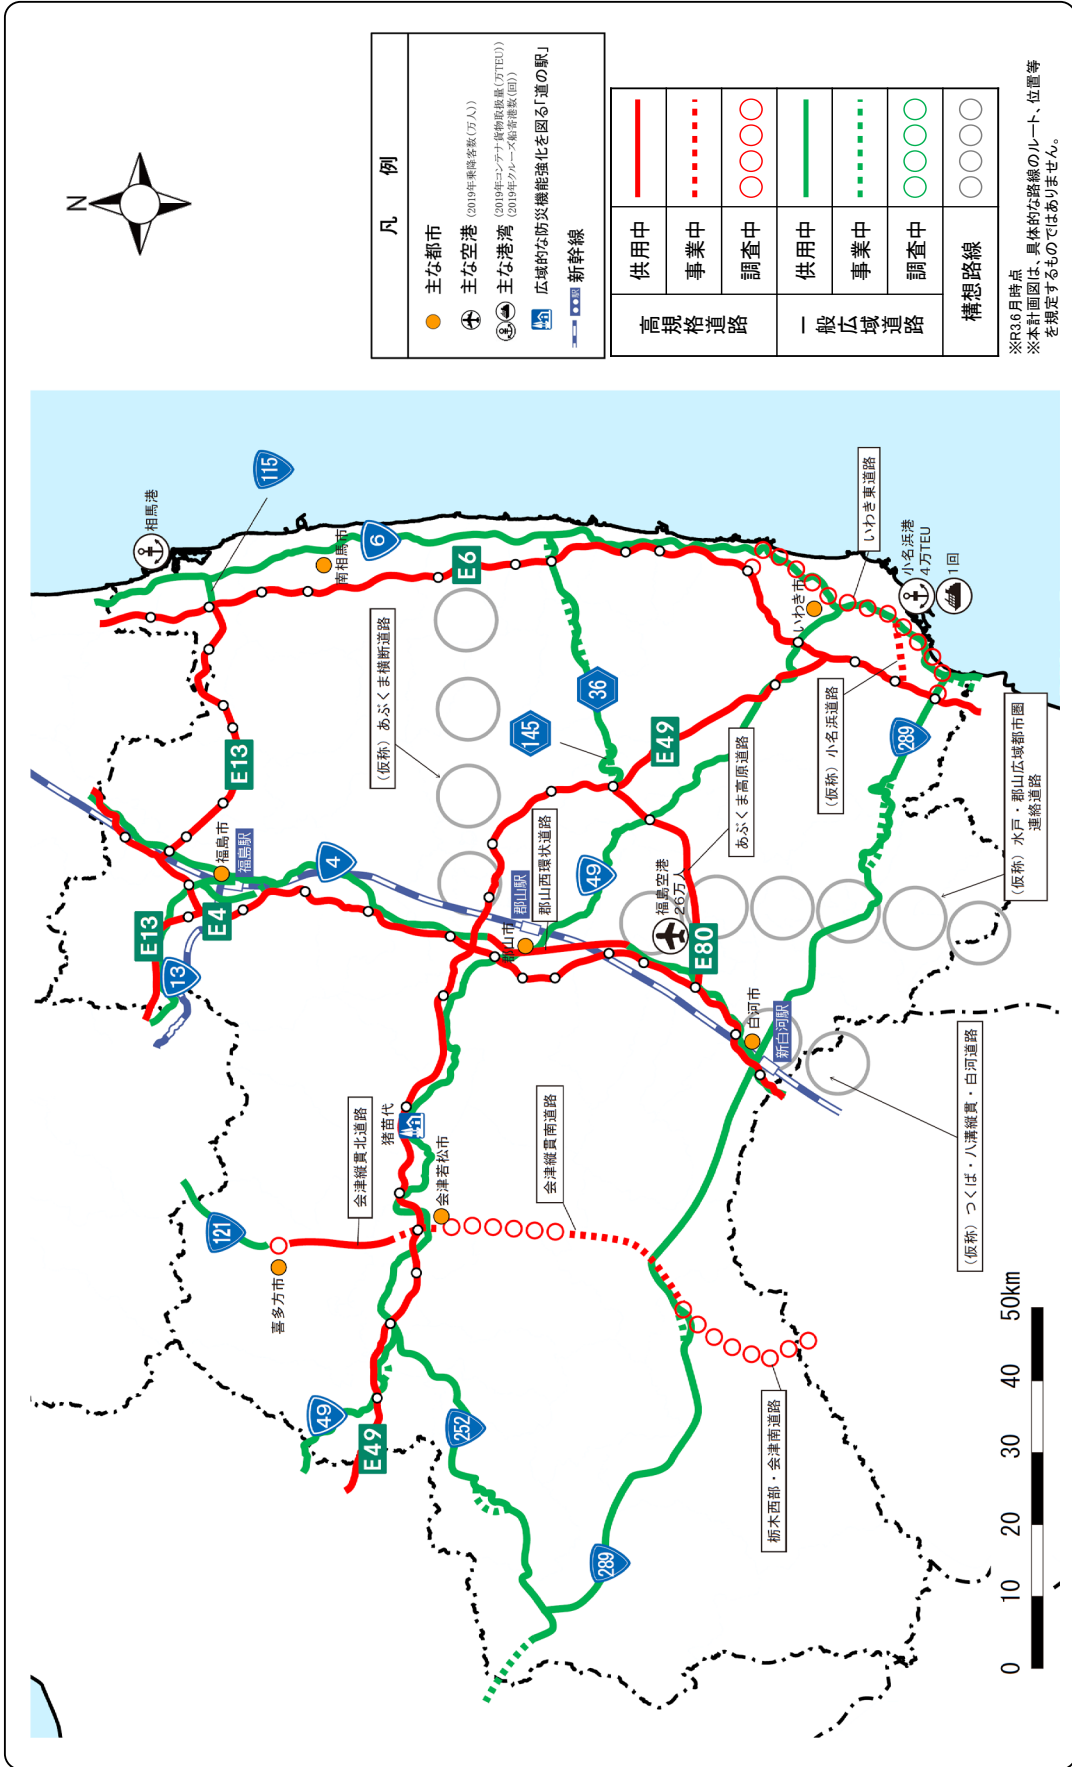 N
凡 例
主な都市
主な空港 (2019年乗降客数(万人))
主な港湾 (2019年コンテナ貨物取扱量(万TEU))
(2019年クルーズ船寄港数(回))
広域的な防災機能強化を図る「道の駅」
駅
新幹線
高規格道路
供用中
事業中
調査中
一般広域道路
供用中
事業中
調査中
構想路線
※R3.6月時点
※本計画図は、具体的な路線のルート、位置等
を規定するものではありません。
相馬港
115
南相馬市
6
E6
(仮称)あぶくま横断道路
E13
福島市
福島駅
4
E4
E13
13
145
36
E49
49
郡山駅
郡山市
郡山西環状道路
福島空港
26万人
あぶくま高原道路
E80
いわき市
いわき東道路
小名浜港
4万TEU
1回
(仮称)小名浜道路
289
(仮称)水戸・郡山広域都市圏
連絡道路
白河市
新白河駅
(仮称)つくば・八溝縦貫・白河道路
猪苗代
会津縦貫北道路
会津若松市
会津縦貫南道路
121
喜多方市
49
E49
252
289
栃木西部・会津南道路
0 10 20 30 40 50km